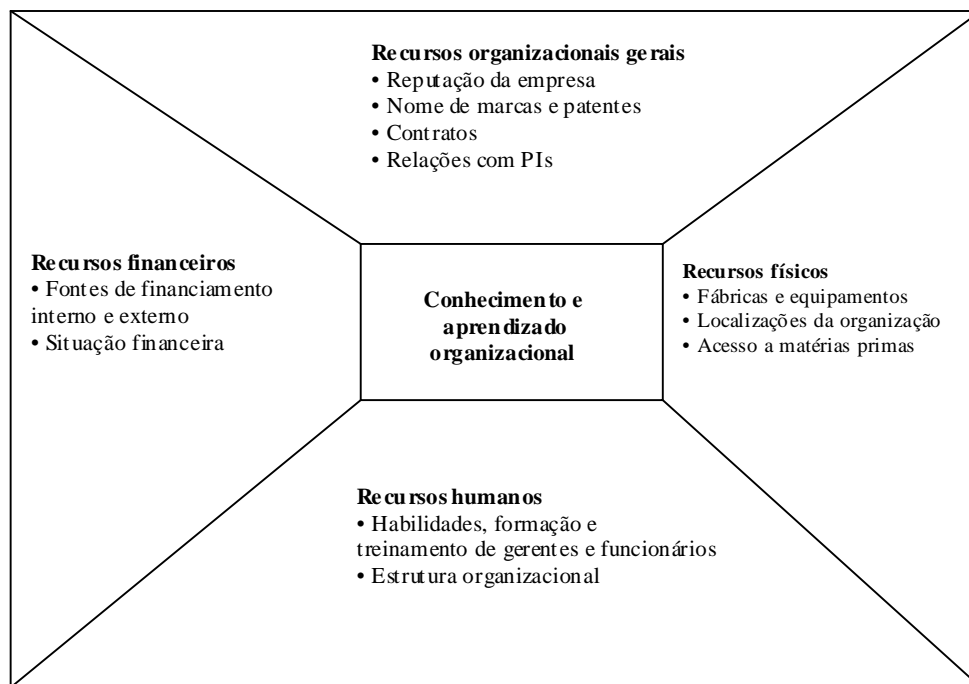 Recursos organizacionais gerais
• Reputação da empresa
• Nome de marcas e patentes
• Contratos
• Relações com PIs
Recursos financeiros
• Fontes de financiamento
interno e externo
• Situação financeira
Conhecimento e
aprendizado
organizacional
Recursos físicos
• Fábricas e equipamentos
• Localizações da organização
• Acesso a matérias primas
Recursos humanos
• Habilidades, formação e
treinamento de gerentes e funcionários
• Estrutura organizacional